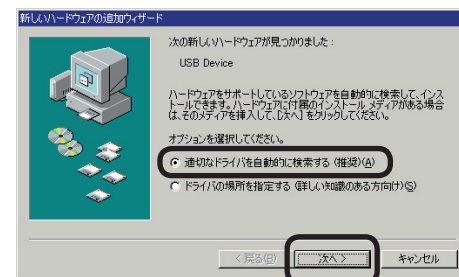 新しいハードウェアの追加ウィザード
次の新しいハードウェアが見つかりました：
USB Device
ハードウェアをサポートしているソフトウェアを自動的に検索して、インス
トールできます。ハードウェアに付属のインストール メディアがある場合
は、そのメディアを挿入して、[次へ] をクリックしてください。
オプションを選択してください。
適切なドライバを自動的に検索する (推奨)(A)
ドライバの場所を指定する (詳しい知識のある方向け)(S)
< 戻る(B)
次へ >
キャンセル